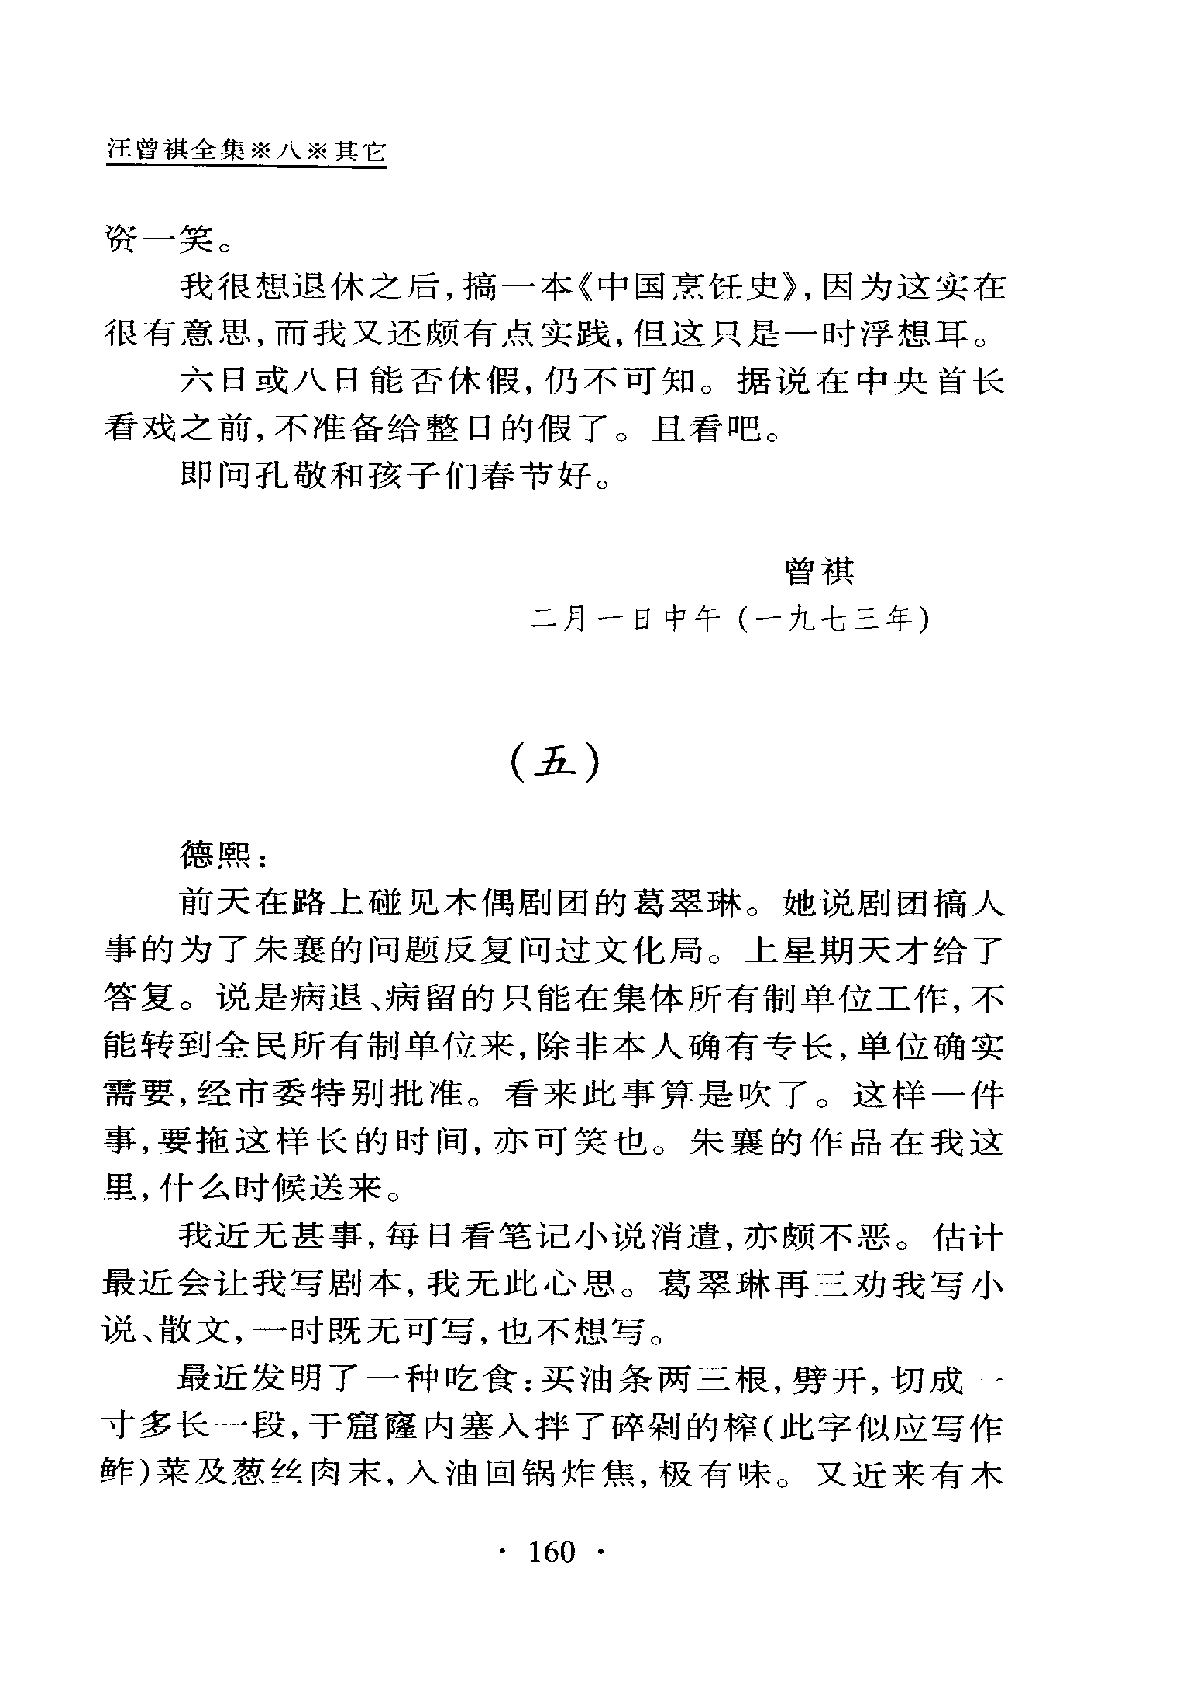 汪曾祺全集※八※其它
资一笑。
我很想退休之后,搞一本《中国烹饪史》,因为这实在
很有意思,而我又还颇有点实践,但这只是一时浮想耳。
六日或八日能否休假,仍不可知。据说在中央首长
看戏之前,不准备给整日的假了。且看吧。
即问孔敬和孩子们春节好。
曾祺
二月一日中午(一九七三年)
(五)
德熙:
前天在路上碰见木偶剧团的葛翠琳。她说剧团搞人
事的为了朱襄的问题反复问过文化局。上星期天才给了
答复。说是病退、病留的只能在集体所有制单位工作,不
能转到全民所有制单位来,除非本人确有专长,单位确实
需要,经市委特别批准。看来此事算是吹了。这样一件
事,要拖这样长的时间,亦可笑也。朱襄的作品在我这
里,什么时候送来。
我近无甚事,每日看笔记小说消遣,亦颇不恶。估计
最近会让我写剧本,我无此心思。葛翠琳再三劝我写小
说、散文,一时既无可写,也不想写。
最近发明了一种吃食:买油条两三根,劈开,切成一
寸多长一段,于窟窿内塞入拌了碎剁的榨(此字似应写作
鲊)菜及葱丝肉末,入油回锅炸焦,极有味。又近来有木
· 160 ·